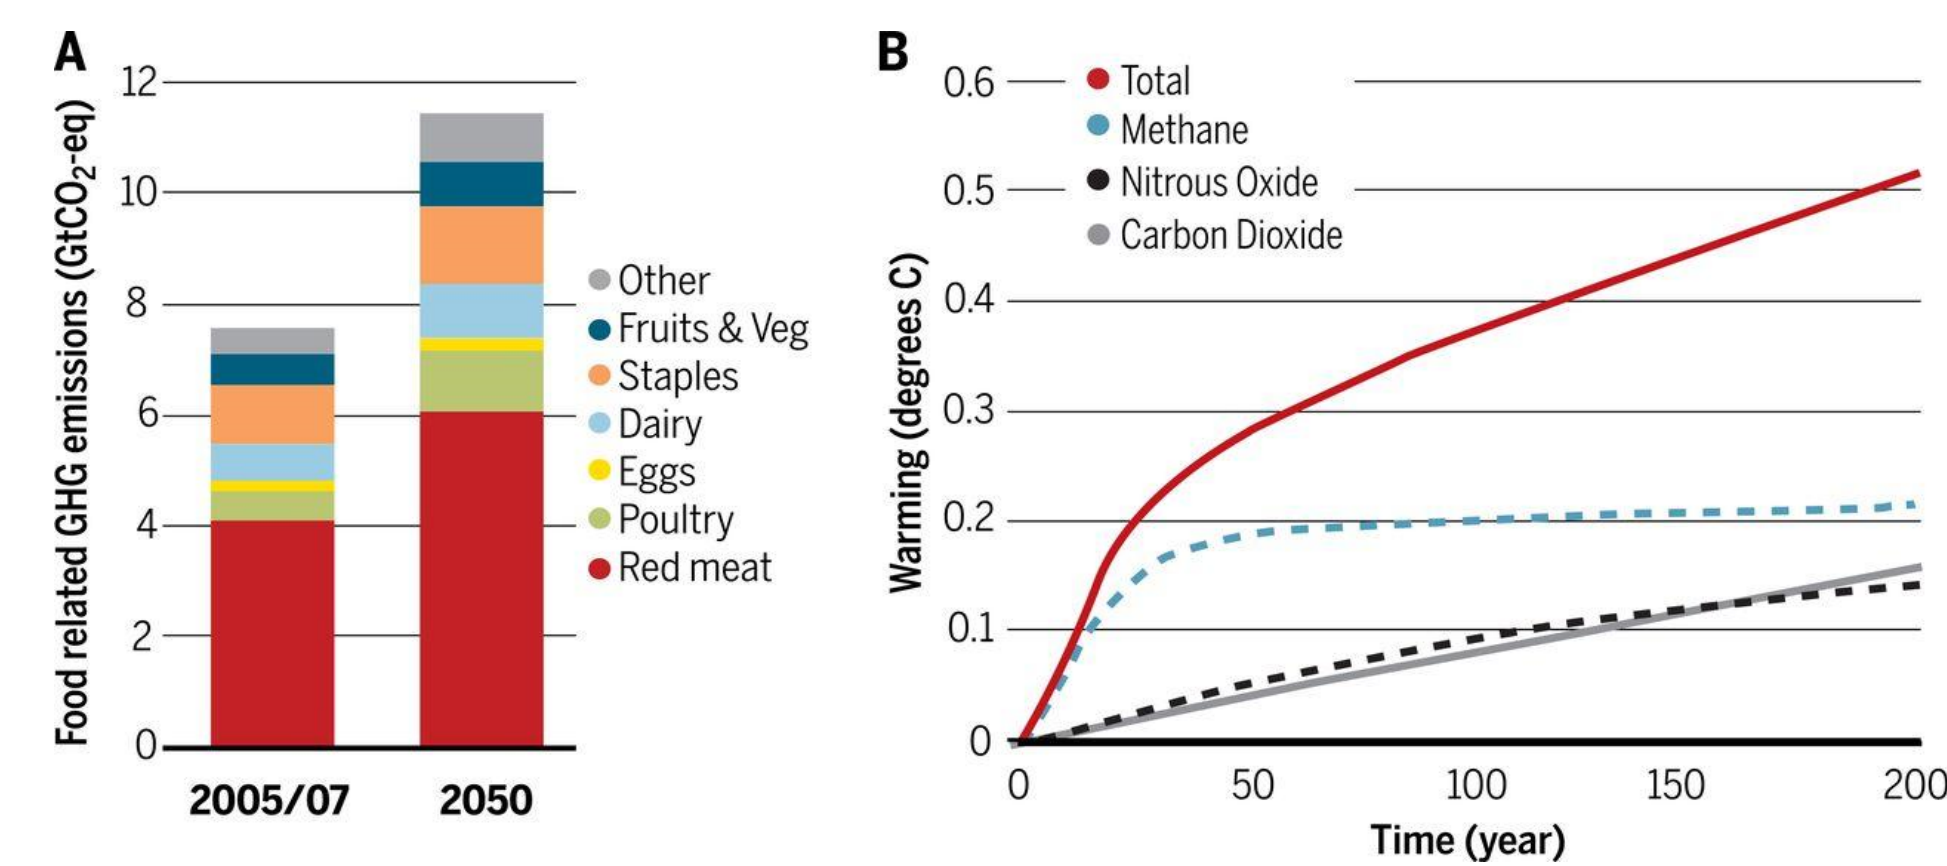 A
Food related GHG emissions (GtCO₂-eq)
12
10
8
6
4
2
0
2005/07
2050
Other
Fruits & Veg
Staples
Dairy
Eggs
Poultry
Red meat
B
Warming (degrees C)
0.6
0.5
0.4
0.3
0.2
0.1
0
Total
Methane
Nitrous Oxide
Carbon Dioxide
0 50 100 150 200
Time (year)